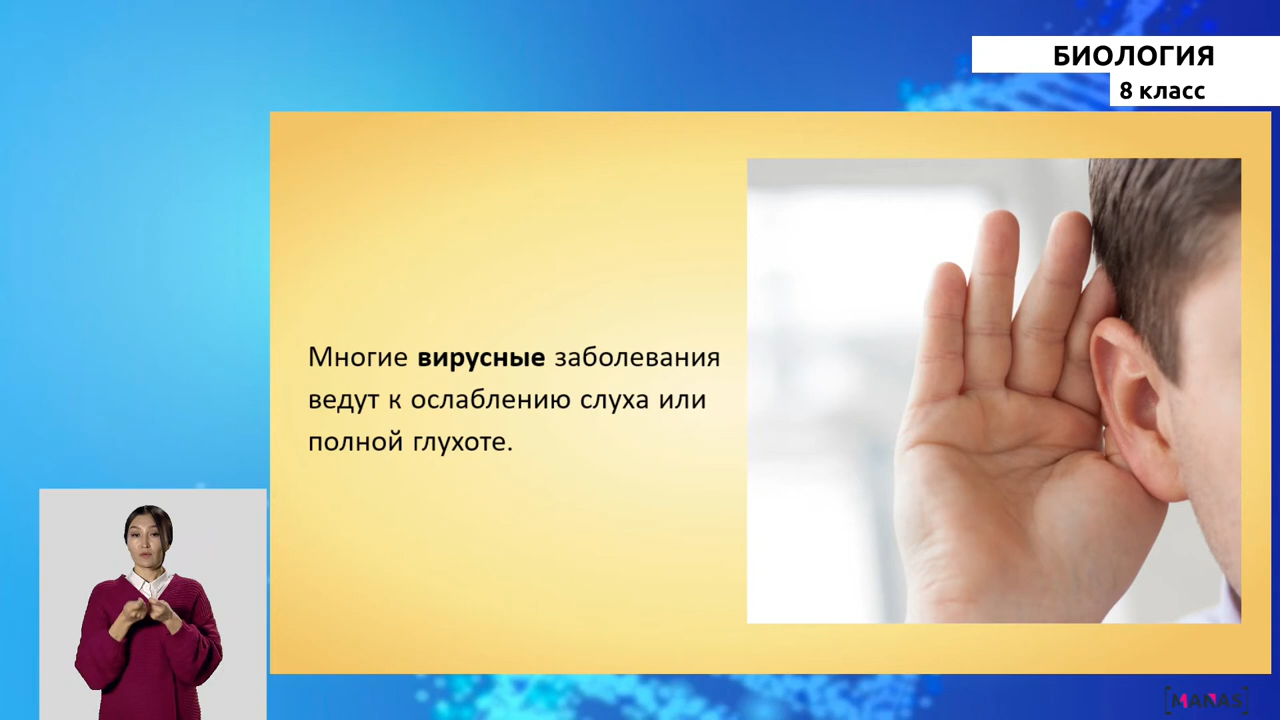 БИОЛОГИЯ
8 класс
Многие вирусные заболевания
ведут к ослаблению слуха или
полной глухоте.
[MANAS]